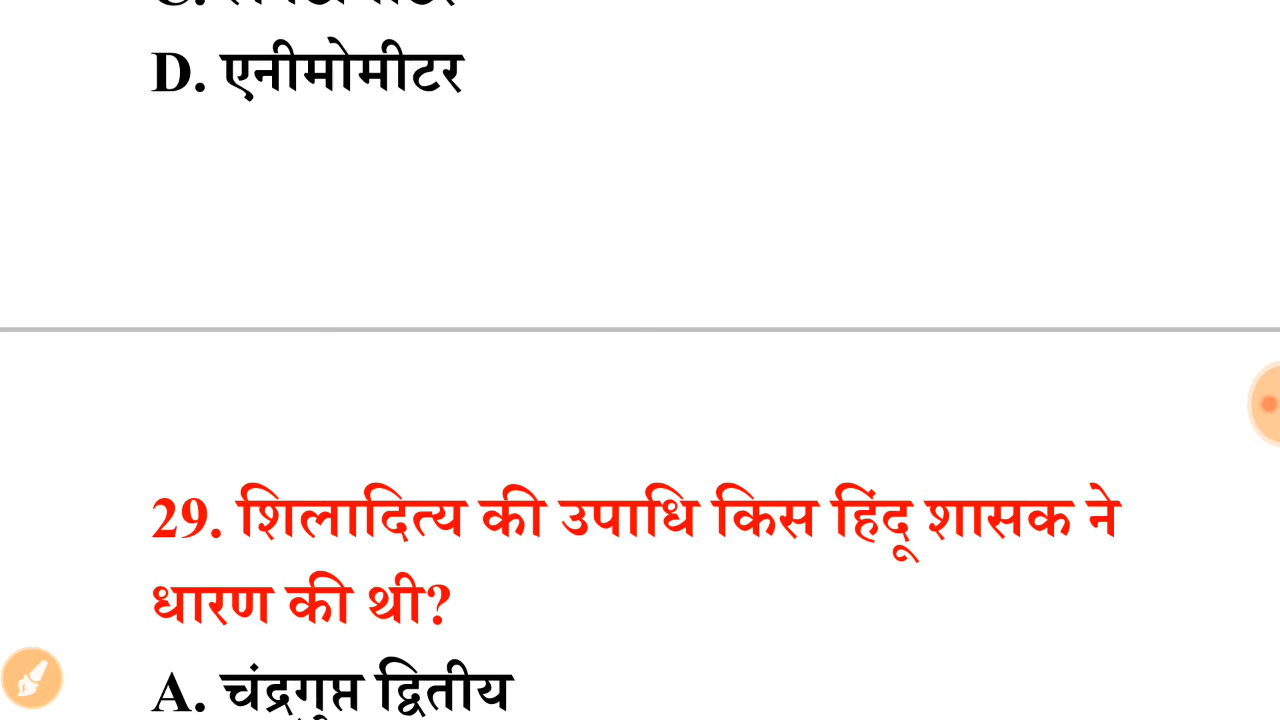 D. एनीमोमीटर
29. शिलादित्य की उपाधि किस हिंदू शासक ने
धारण की थी?
A. चंद्रगुप्त द्वितीय